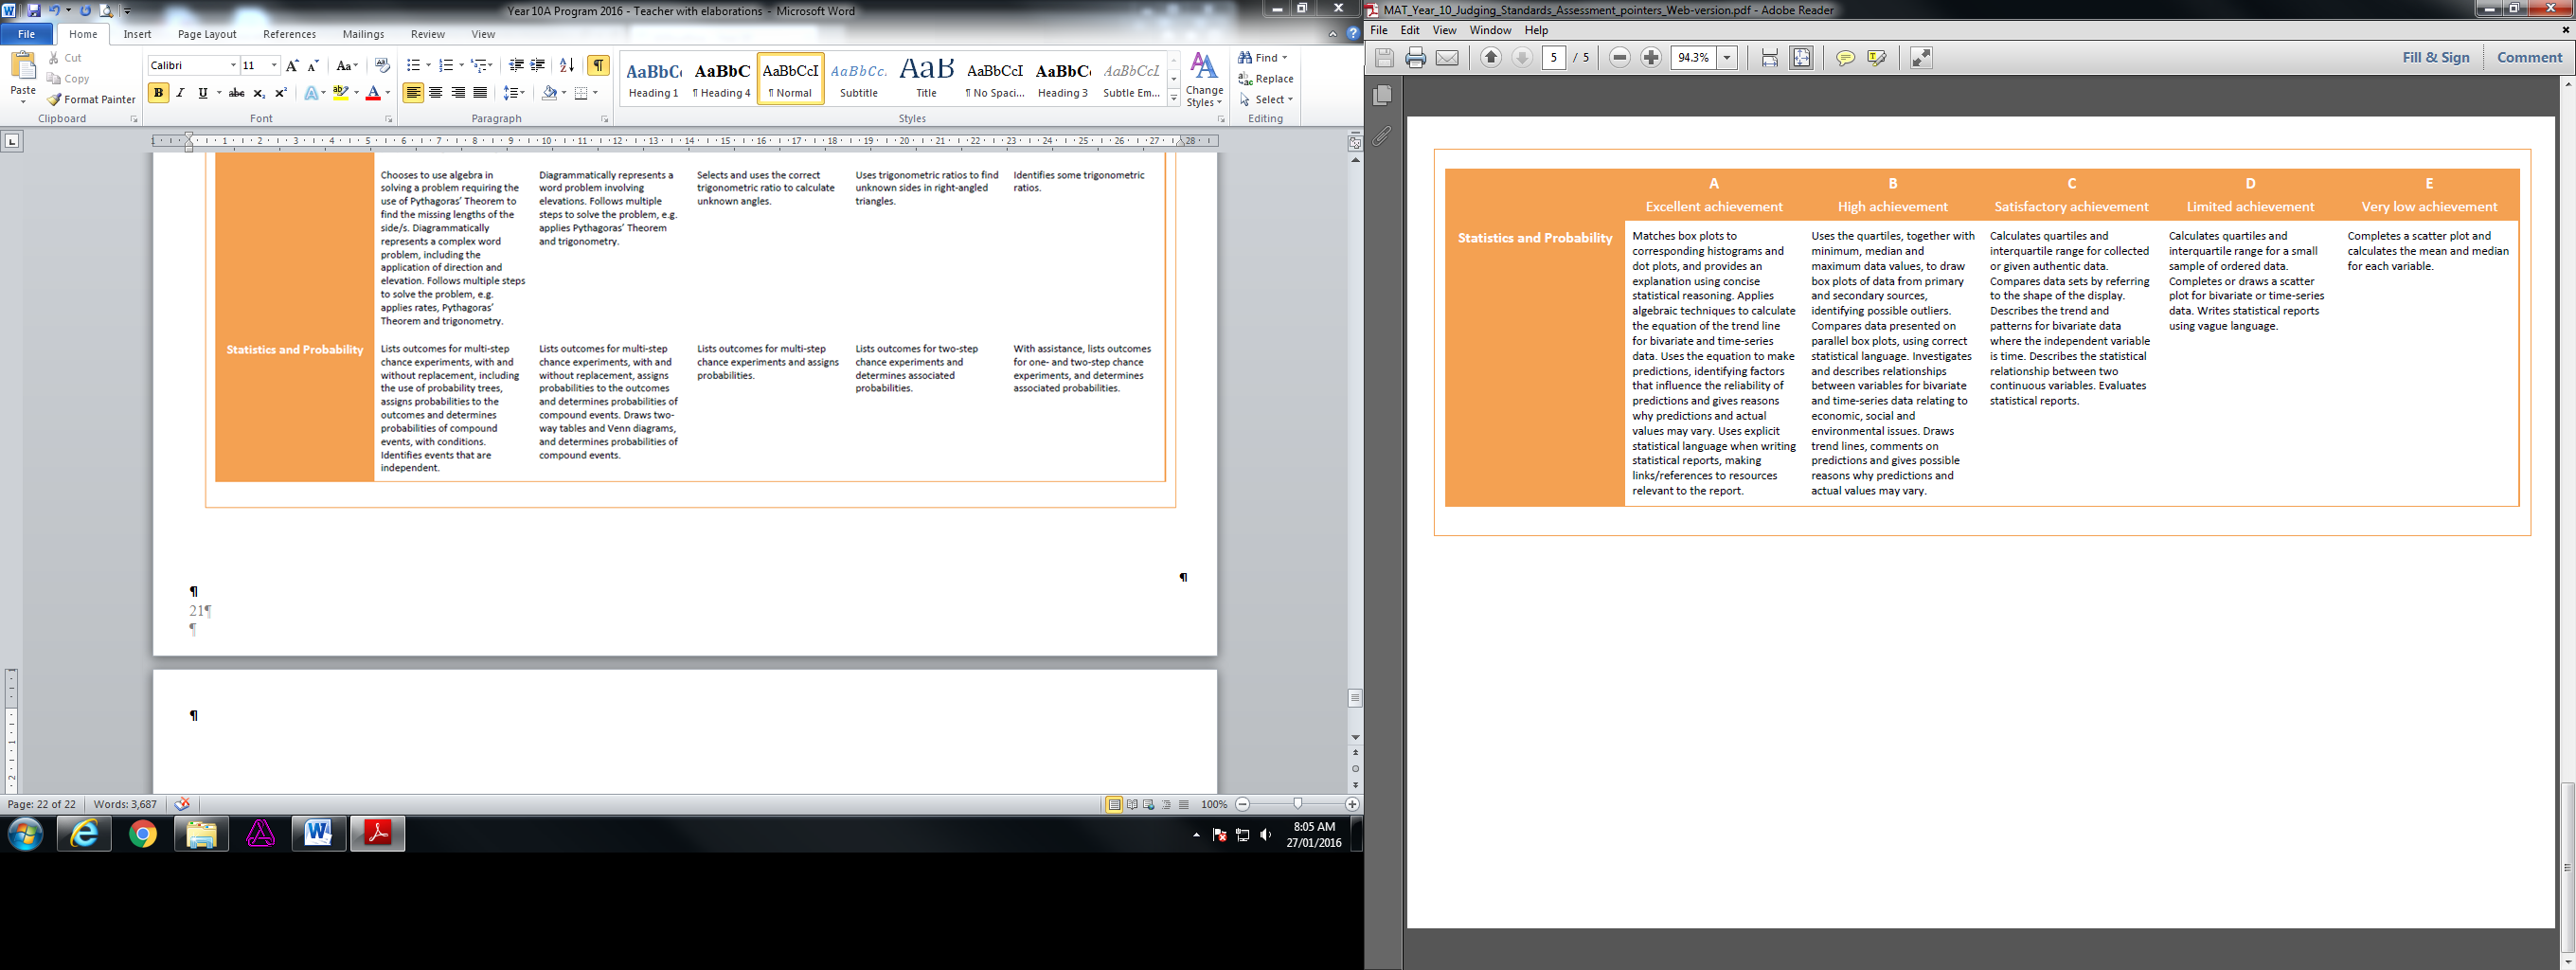 Year 10A Program 2016 - Teacher with elaborations - Microsoft Word
File Home Insert Page Layout References Mailings Review View
Paste
Cut
Copy
Format Painter
Clipboard
Calibri 11
Font
Paragraph
AaBbCc Heading 1
AaBbC ¶ Heading 4
AaBbCcI ¶ Normal
AaBbCc. Subtitle
AaB Title
AaBbCcI ¶ No Spaci...
AaBbC Heading 3
AaBbCcI Subtle Em...
Change Styles
Styles
Find
Replace
Select
Editing
Chooses to use algebra in
solving a problem requiring the
use of Pythagoras' Theorem to
find the missing lengths of the
side/s. Diagrammatically
represents a complex word
problem, including the
application of direction and
elevation. Follows multiple steps
to solve the problem, e.g.
applies rates, Pythagoras'
Theorem and trigonometry.
Diagrammatically represents a
word problem involving
elevations. Follows multiple
steps to solve the problem, e.g.
applies Pythagoras' Theorem
and trigonometry.
Selects and uses the correct
trigonometric ratio to calculate
unknown angles.
Uses trigonometric ratios to find
unknown sides in right-angled
triangles.
Identifies some trigonometric
ratios.
Statistics and Probability
Lists outcomes for multi-step
chance experiments, with and
without replacement, including
the use of probability trees,
assigns probabilities to the
outcomes and determines
probabilities of compound
events, with conditions.
Identifies events that are
independent.
Lists outcomes for multi-step
chance experiments, with and
without replacement, assigns
probabilities to the outcomes
and determines probabilities of
compound events. Draws two-
way tables and Venn diagrams,
and determines probabilities of
compound events.
Lists outcomes for multi-step
chance experiments and assigns
probabilities.
Lists outcomes for two-step
chance experiments and
determines associated
probabilities.
With assistance, lists outcomes
for one- and two-step chance
experiments, and determines
associated probabilities.
¶
¶
21¶
¶
¶
Page: 22 of 22 Words: 3,687 100%
8:05 AM
27/01/2016
MAT_Year_10_Judging_Standards_Assessment_pointers_Web-version.pdf - Adobe Reader
File Edit View Window Help
5 / 5 94.3% Fill & Sign Comment
A
Excellent achievement
B
High achievement
C
Satisfactory achievement
D
Limited achievement
E
Very low achievement
Statistics and Probability
Matches box plots to
corresponding histograms and
dot plots, and provides an
explanation using concise
statistical reasoning. Applies
algebraic techniques to calculate
the equation of the trend line
for bivariate and time-series
data. Uses the equation to make
predictions, identifying factors
that influence the reliability of
predictions and gives reasons
why predictions and actual
values may vary. Uses explicit
statistical language when writing
statistical reports, making
links/references to resources
relevant to the report.
Uses the quartiles, together with
minimum, median and
maximum data values, to draw
box plots of data from primary
and secondary sources,
identifying possible outliers.
Compares data presented on
parallel box plots, using correct
statistical language. Investigates
and describes relationships
between variables for bivariate
and time-series data relating to
economic, social and
environmental issues. Draws
trend lines, comments on
predictions and gives possible
reasons why predictions and
actual values may vary.
Calculates quartiles and
interquartile range for collected
or given authentic data.
Compares data sets by referring
to the shape of the display.
Describes the trend and
patterns for bivariate data
where the independent variable
is time. Describes the statistical
relationship between two
continuous variables. Evaluates
statistical reports.
Calculates quartiles and
interquartile range for a small
sample of ordered data.
Completes or draws a scatter
plot for bivariate or time-series
data. Writes statistical reports
using vague language.
Completes a scatter plot and
calculates the mean and median
for each variable.